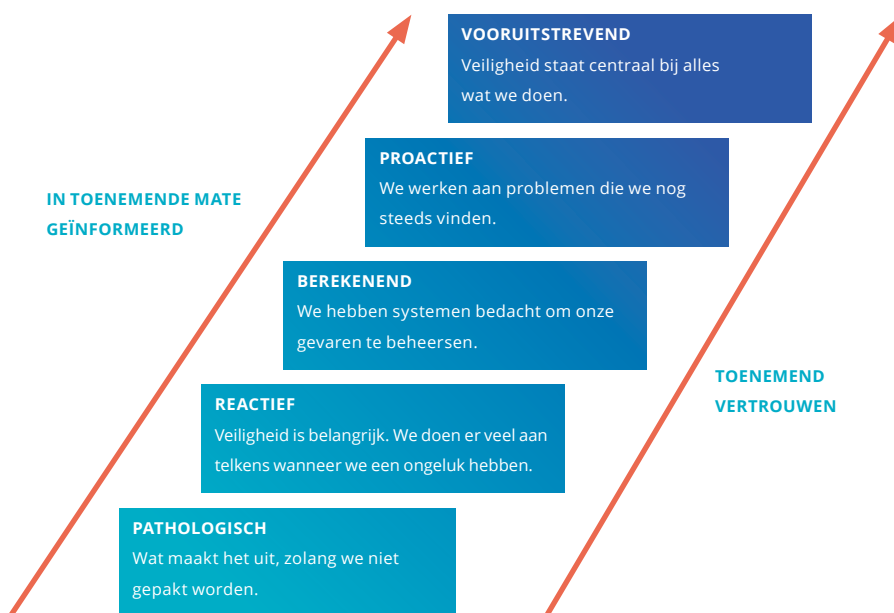 VOORUITSTREVEND
Veiligheid staat centraal bij alles
wat we doen.
PROACTIEF
We werken aan problemen die we nog
steeds vinden.
IN TOENEMENDE MATE
GEÏNFORMEERD
BEREKENEND
We hebben systemen bedacht om onze
gevaren te beheersen.
TOENEMEND
VERTROUWEN
REACTIEF
Veiligheid is belangrijk. We doen er veel aan
telkens wanneer we een ongeluk hebben.
PATHOLOGISCH
Wat maakt het uit, zolang we niet
gepakt worden.